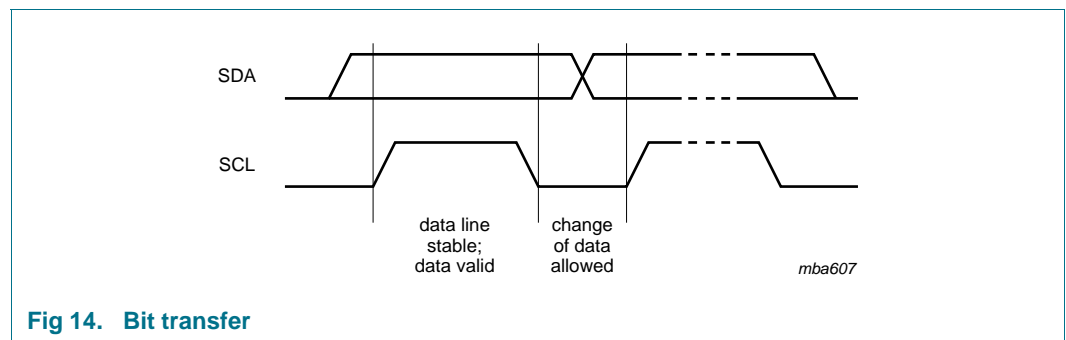 SDA
SCL
data line
stable;
data valid
change
of data
allowed
mba607
Fig 14. Bit transfer